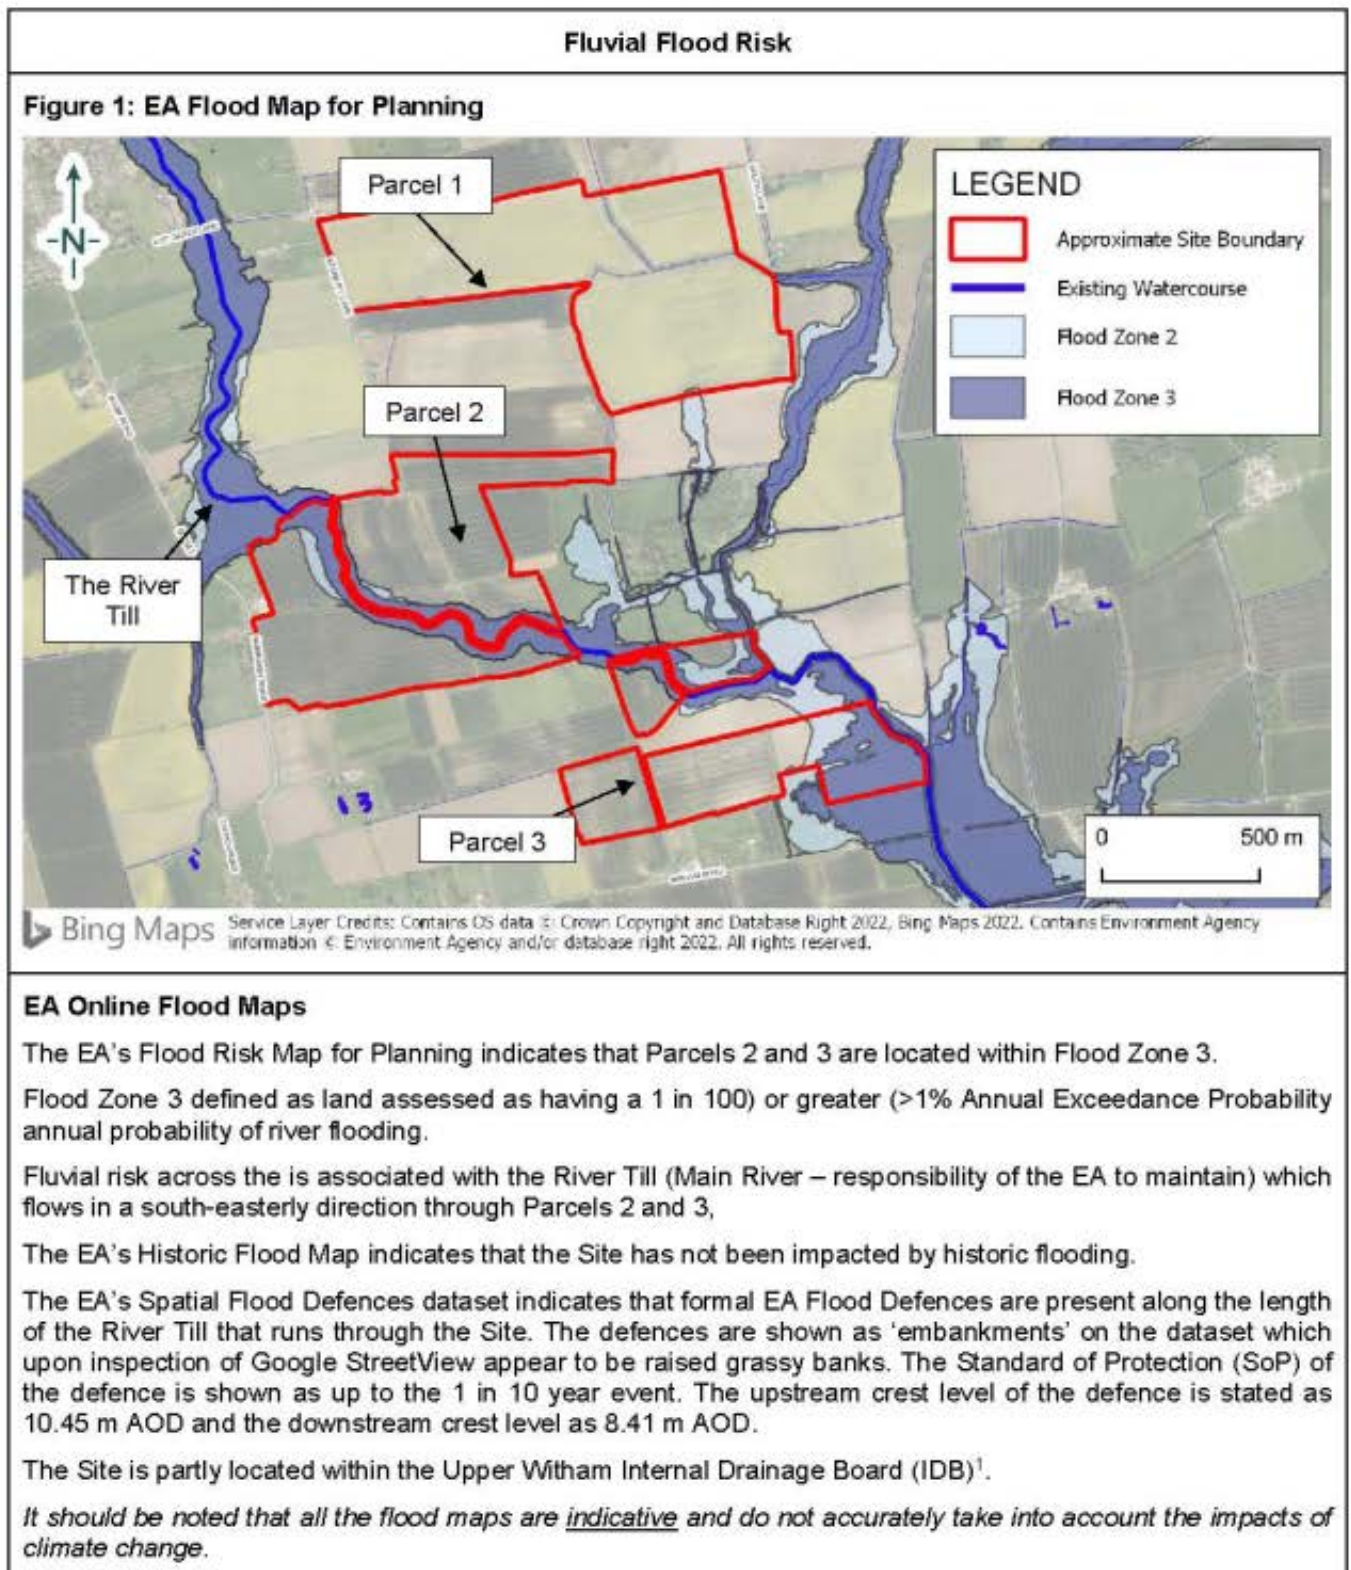 Fluvial Flood Risk
Figure 1: EA Flood Map for Planning
Parcel 1
LEGEND
Approximate Site Boundary
-N-
Existing Watercourse
Flood Zone 2
Parcel 2
Flood Zone 3
The River
Till
Parcel 3
0 500 m
Bing Maps
Service Layer Credits: Contains OS data © Crown Copyright and Database Right 2022, Bing Maps 2022. Contains Environment Agency
information © Environment Agency and/or database right 2022. All rights reserved.
EA Online Flood Maps
The EA's Flood Risk Map for Planning indicates that Parcels 2 and 3 are located within Flood Zone 3.
Flood Zone 3 defined as land assessed as having a 1 in 100) or greater (>1% Annual Exceedance Probability
annual probability of river flooding.
Fluvial risk across the is associated with the River Till (Main River – responsibility of the EA to maintain) which
flows in a south-easterly direction through Parcels 2 and 3,
The EA's Historic Flood Map indicates that the Site has not been impacted by historic flooding.
The EA's Spatial Flood Defences dataset indicates that formal EA Flood Defences are present along the length
of the River Till that runs through the Site. The defences are shown as 'embankments' on the dataset which
upon inspection of Google StreetView appear to be raised grassy banks. The Standard of Protection (SoP) of
the defence is shown as up to the 1 in 10 year event. The upstream crest level of the defence is stated as
10.45 m AOD and the downstream crest level as 8.41 m AOD.
The Site is partly located within the Upper Witham Internal Drainage Board (IDB)¹.
It should be noted that all the flood maps are indicative and do not accurately take into account the impacts of
climate change.